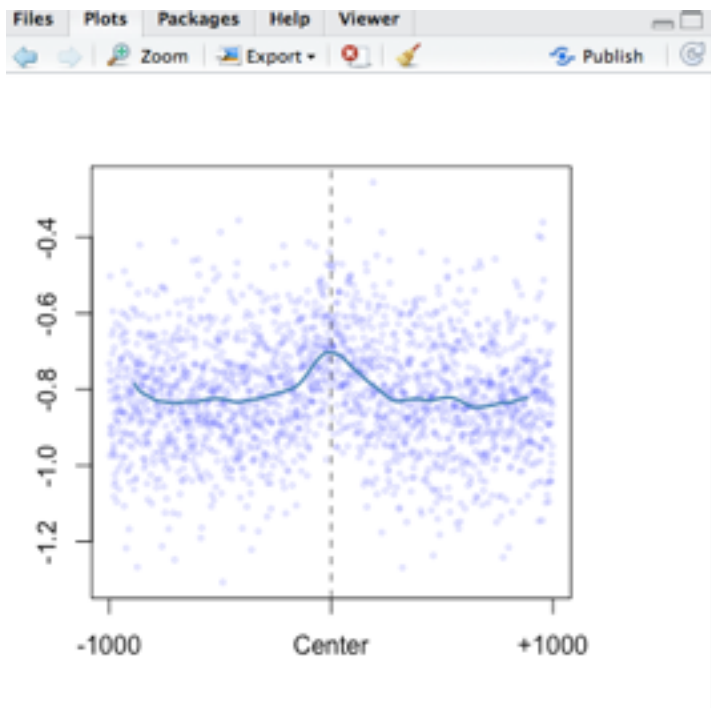 Files Plots Packages Help Viewer
Zoom Export Publish
-0.4
-0.6
-0.8
-1.0
-1.2
-1000 Center +1000